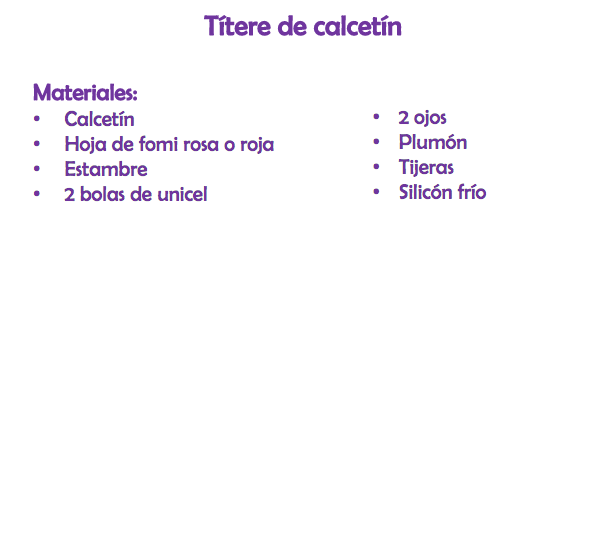 Títere de calcetín
Materiales:
• Calcetín
• Hoja de fomi rosa o roja
• Estambre
• 2 bolas de unicel
• 2 ojos
• Plumón
• Tijeras
• Silicón frío